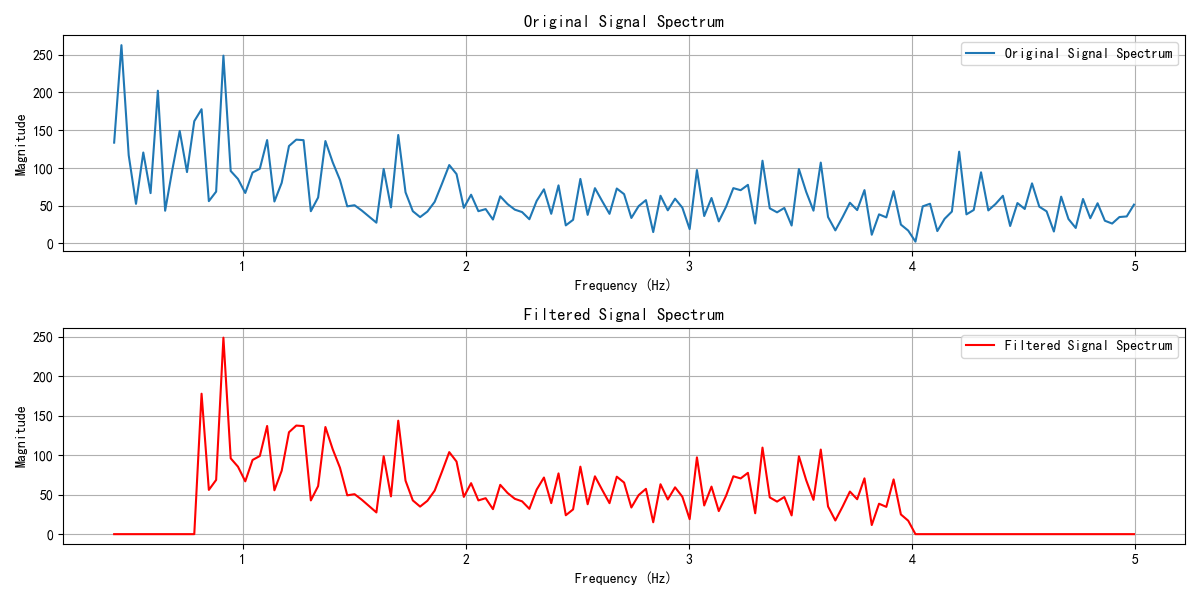 Original Signal Spectrum
Original Signal Spectrum
Magnitude
250
200
150
100
50
0
1
2
3
4
5
Frequency (Hz)
Filtered Signal Spectrum
Filtered Signal Spectrum
Magnitude
250
200
150
100
50
0
1
2
3
4
5
Frequency (Hz)